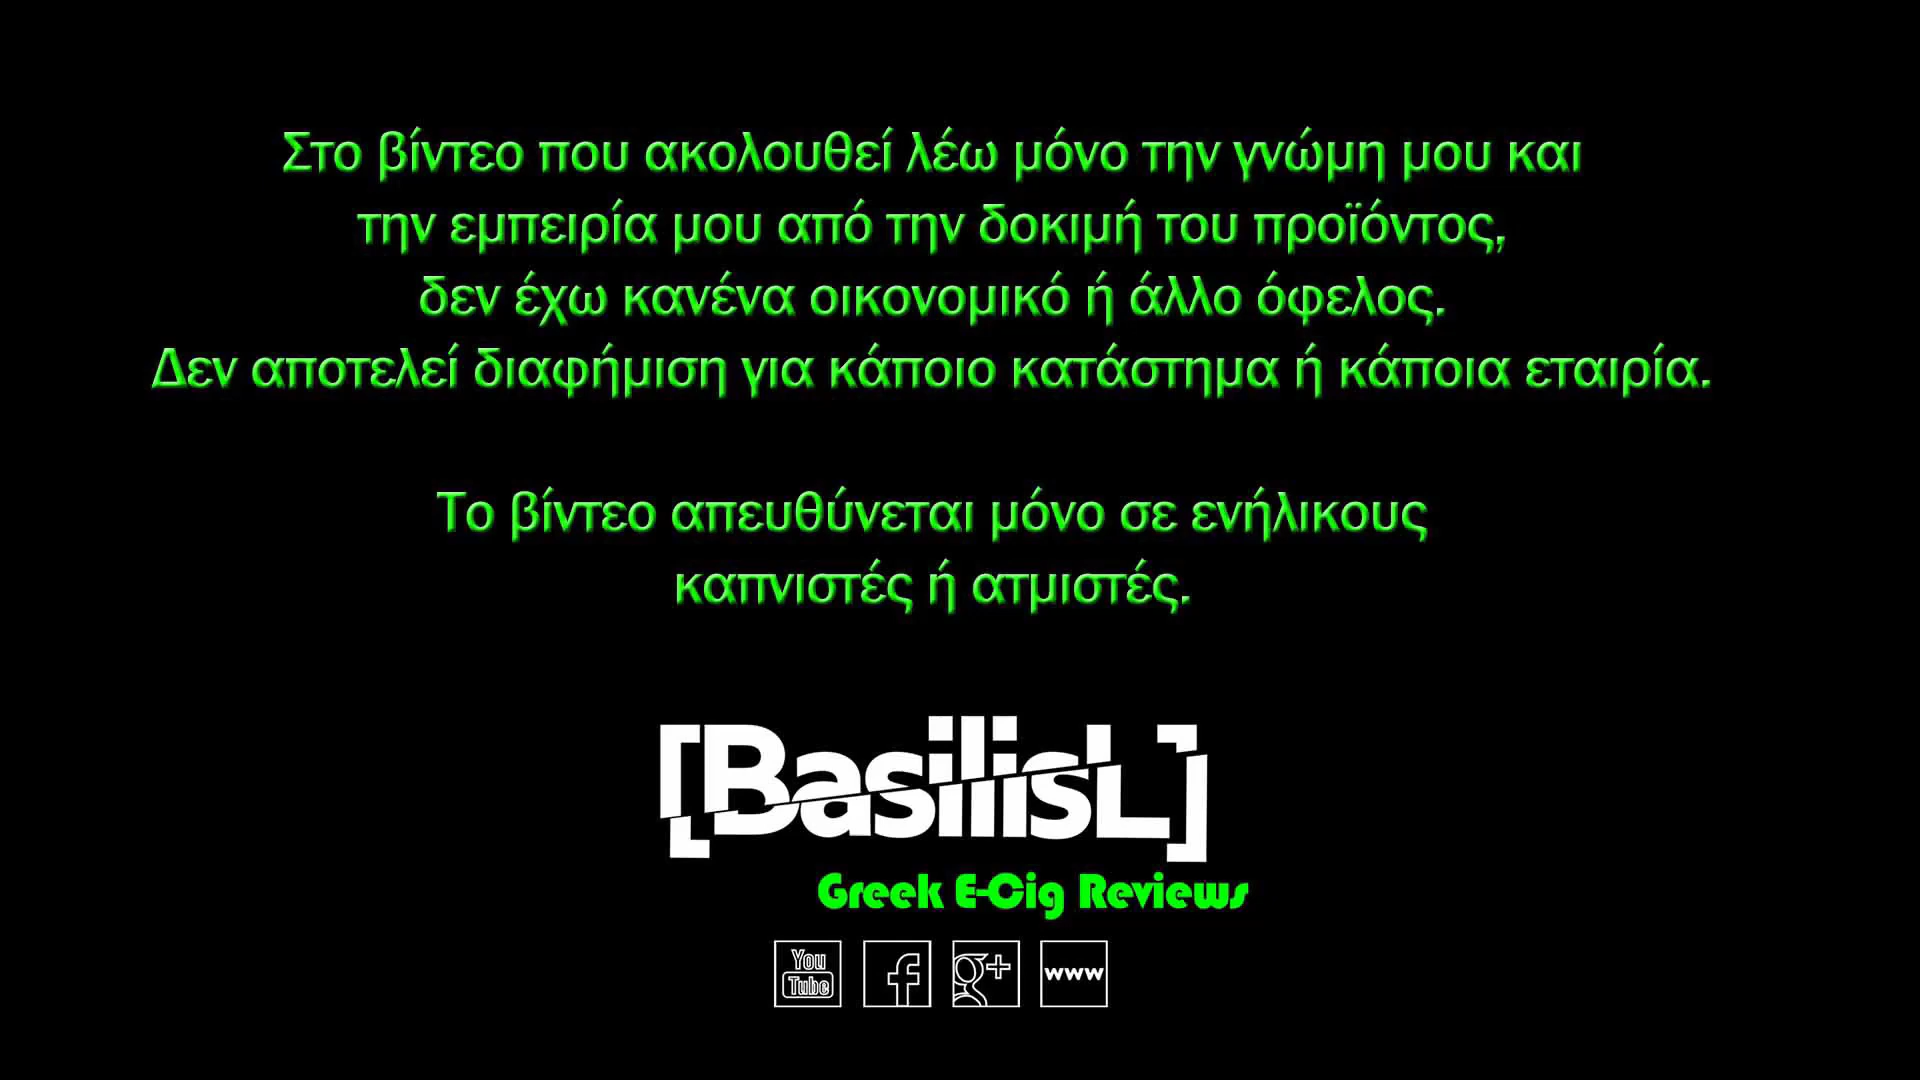 Στο βίντεο που ακολουθεί λέω μόνο την γνώμη μου και
την εμπειρία μου από την δοκιμή του προϊόντος,
δεν έχω κανένα οικονομικό ή άλλο όφελος.
Δεν αποτελεί διαφήμιση για κάποιο κατάστημα ή κάποια εταιρία.
Το βίντεο απευθύνεται μόνο σε ενήλικους
καπνιστές ή ατμιστές.
[BasilisL]
Greek E-Cig Reviews
You Tube f g+ www